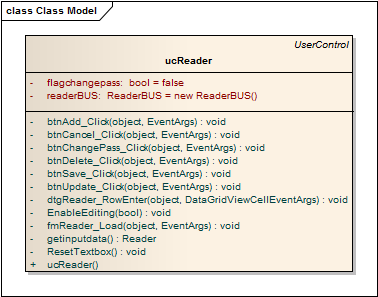 class Class Model
UserControl
ucReader
- flagchangepass: bool = false
- readerBUS: ReaderBUS = new ReaderBUS()
- btnAdd_Click(object, EventArgs) : void
- btnCancel_Click(object, EventArgs) : void
- btnChangePass_Click(object, EventArgs) : void
- btnDelete_Click(object, EventArgs) : void
- btnSave_Click(object, EventArgs) : void
- btnUpdate_Click(object, EventArgs) : void
- dtgReader_RowEnter(object, DataGridViewCellEventArgs) : void
- EnableEditing(bool) : void
- fmReader_Load(object, EventArgs) : void
- getinputdata() : Reader
- ResetTextbox() : void
+ ucReader()